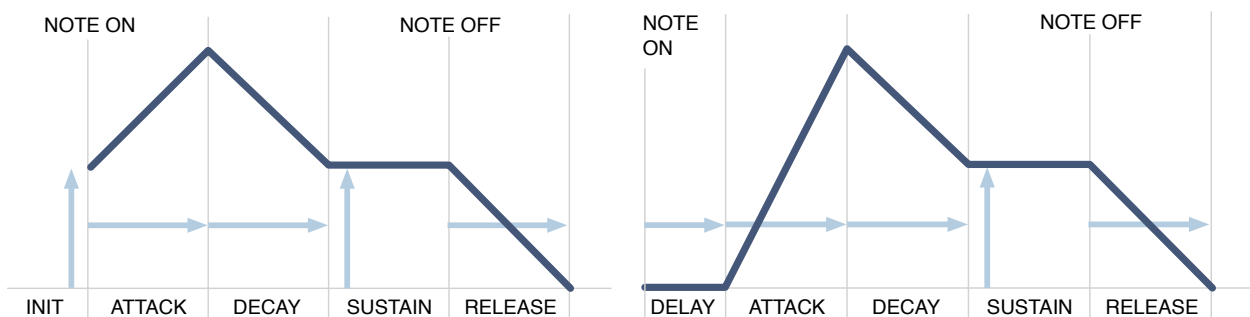 NOTE ON
NOTE OFF
INIT
ATTACK
DECAY
SUSTAIN
RELEASE
NOTE
ON
NOTE OFF
DELAY
ATTACK
DECAY
SUSTAIN
RELEASE